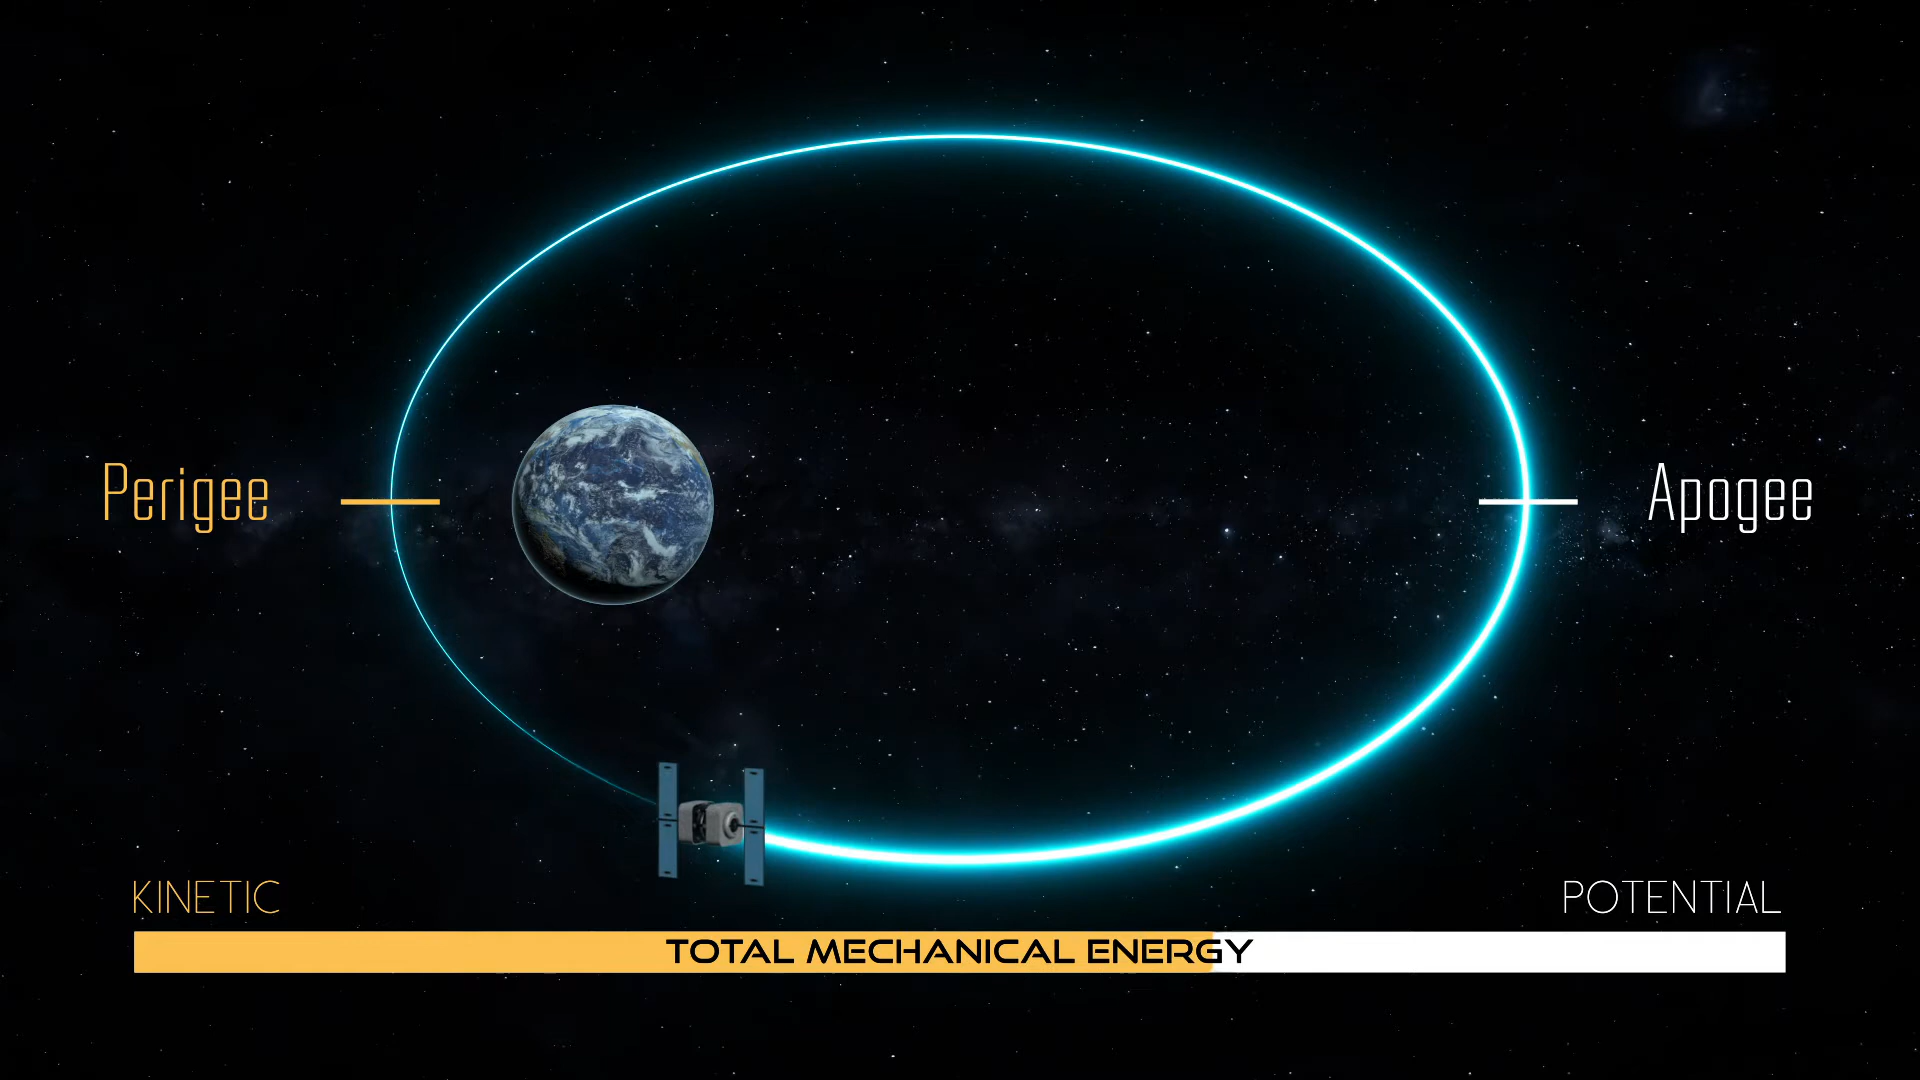 Perigee
Apogee
KINETIC
POTENTIAL
TOTAL MECHANICAL ENERGY